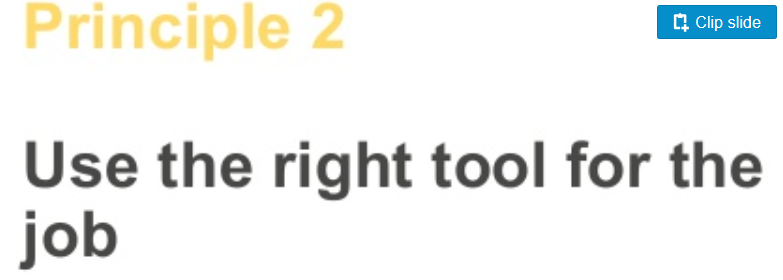 Principle 2
Clip slide
Use the right tool for the
job